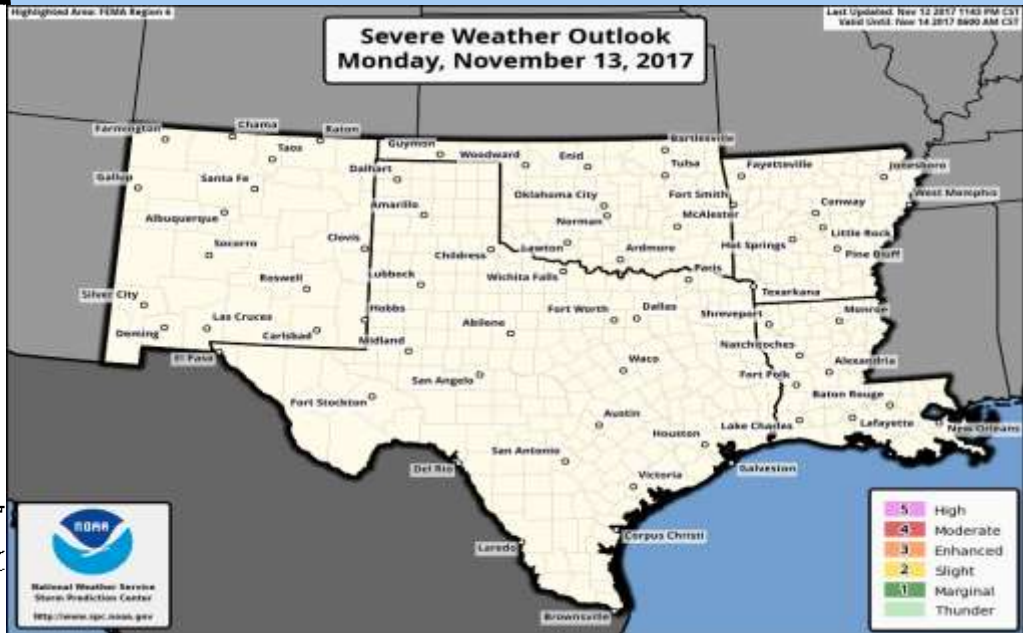 Highlighted Area: FEMA Region 6
Last Updated: Nov 12 2017 1143 PM CST
Valid Until: Nov 14 2017 0600 AM CST
Severe Weather Outlook
Monday, November 13, 2017
Farmington
Chama
Raton
Taos
Guymon
Woodward
Enid
Bartlesville
Tulsa
Fayetteville
Jonesboro
Gallup
Santa Fe
Dalhart
Oklahoma City
Fort Smith
West Memphis
Albuquerque
Amarillo
Norman
McAlester
Conway
Little Rock
Socorro
Clovis
Childress
Lawton
Ardmore
Hot Springs
Pine Bluff
Roswell
Lubbock
Wichita Falls
Paris
Texarkana
Silver City
Las Cruces
Hobbs
Fort Worth
Dallas
Shreveport
Monroe
Deming
Carlsbad
Midland
Abilene
Natchitoches
El Paso
San Angelo
Waco
Fort Polk
Alexandria
Fort Stockton
Baton Rouge
Austin
Lake Charles
Lafayette
New Orleans
Houston
Del Rio
San Antonio
Galveston
Victoria
Laredo
Corpus Christi
Brownsville
NOAA
National Weather Service
Storm Prediction Center
http://www.spc.noaa.gov
5 High
4 Moderate
3 Enhanced
2 Slight
1 Marginal
Thunder